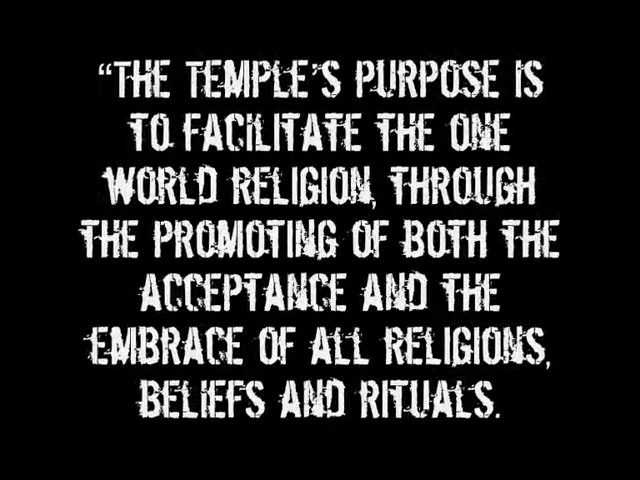 “THE TEMPLE’S PURPOSE IS
TO FACILITATE THE ONE
WORLD RELIGION, THROUGH
THE PROMOTING OF BOTH THE
ACCEPTANCE AND THE
EMBRACE OF ALL RELIGIONS,
BELIEFS AND RITUALS.